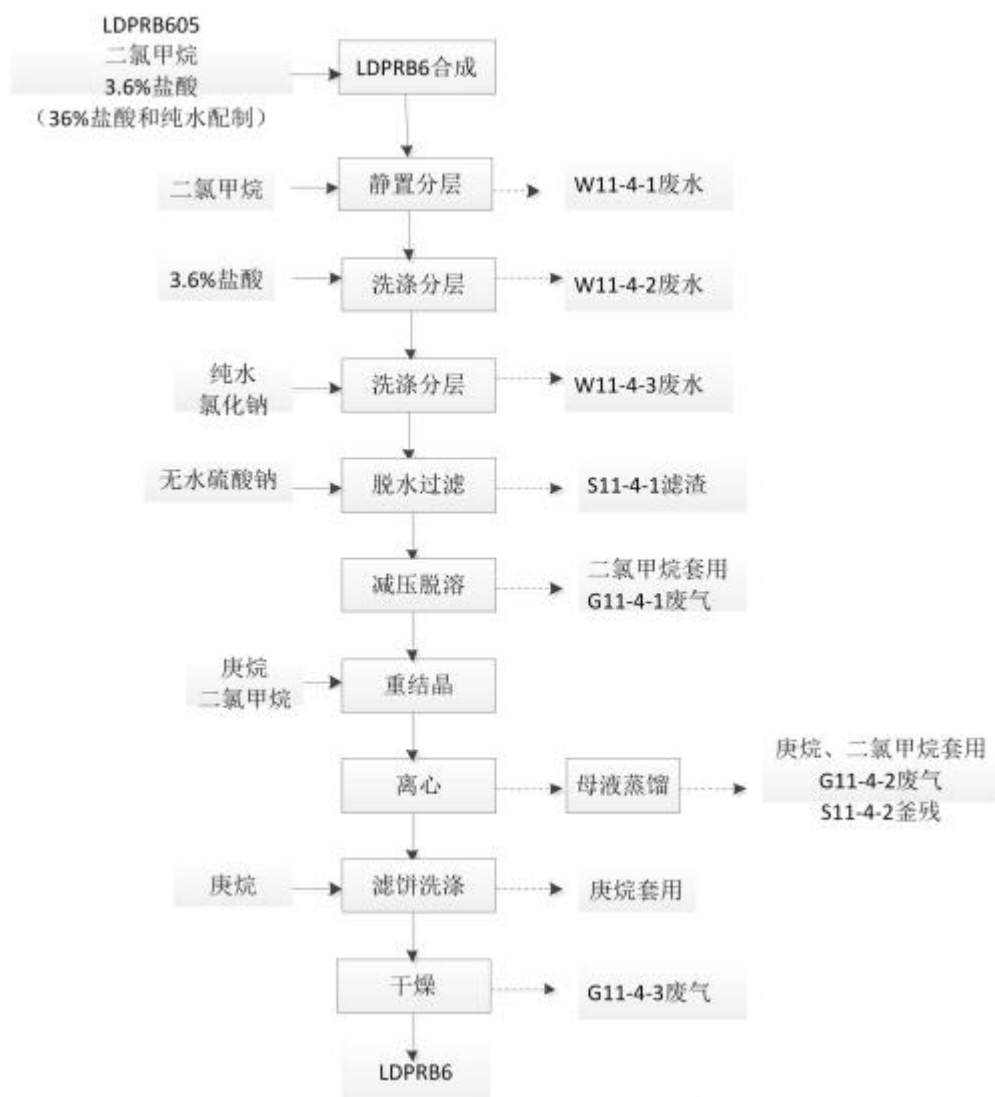 LDPRB605
二氯甲烷
3.6%盐酸
（36%盐酸和纯水配制）
LDPRB6合成
二氯甲烷
静置分层
W11-4-1废水
3.6%盐酸
洗涤分层
W11-4-2废水
纯水
氯化钠
洗涤分层
W11-4-3废水
无水硫酸钠
脱水过滤
S11-4-1滤渣
减压脱溶
二氯甲烷套用
G11-4-1废气
庚烷
二氯甲烷
重结晶
离心
母液蒸馏
庚烷、二氯甲烷套用
G11-4-2废气
S11-4-2釜残
庚烷
滤饼洗涤
庚烷套用
干燥
G11-4-3废气
LDPRB6